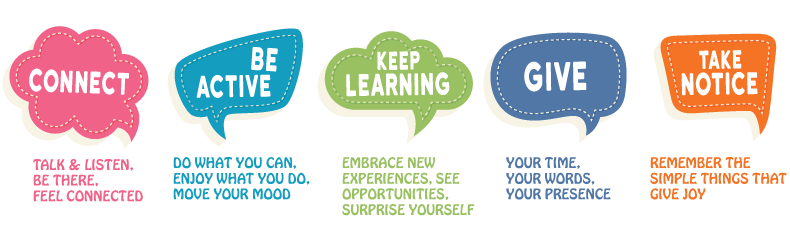 CONNECT
TALK & LISTEN,
BE THERE,
FEEL CONNECTED
BE
ACTIVE
DO WHAT YOU CAN,
ENJOY WHAT YOU DO,
MOVE YOUR MOOD
KEEP
LEARNING
EMBRACE NEW
EXPERIENCES, SEE
OPPORTUNITIES,
SURPRISE YOURSELF
GIVE
YOUR TIME,
YOUR WORDS,
YOUR PRESENCE
TAKE
NOTICE
REMEMBER THE
SIMPLE THINGS THAT
GIVE JOY